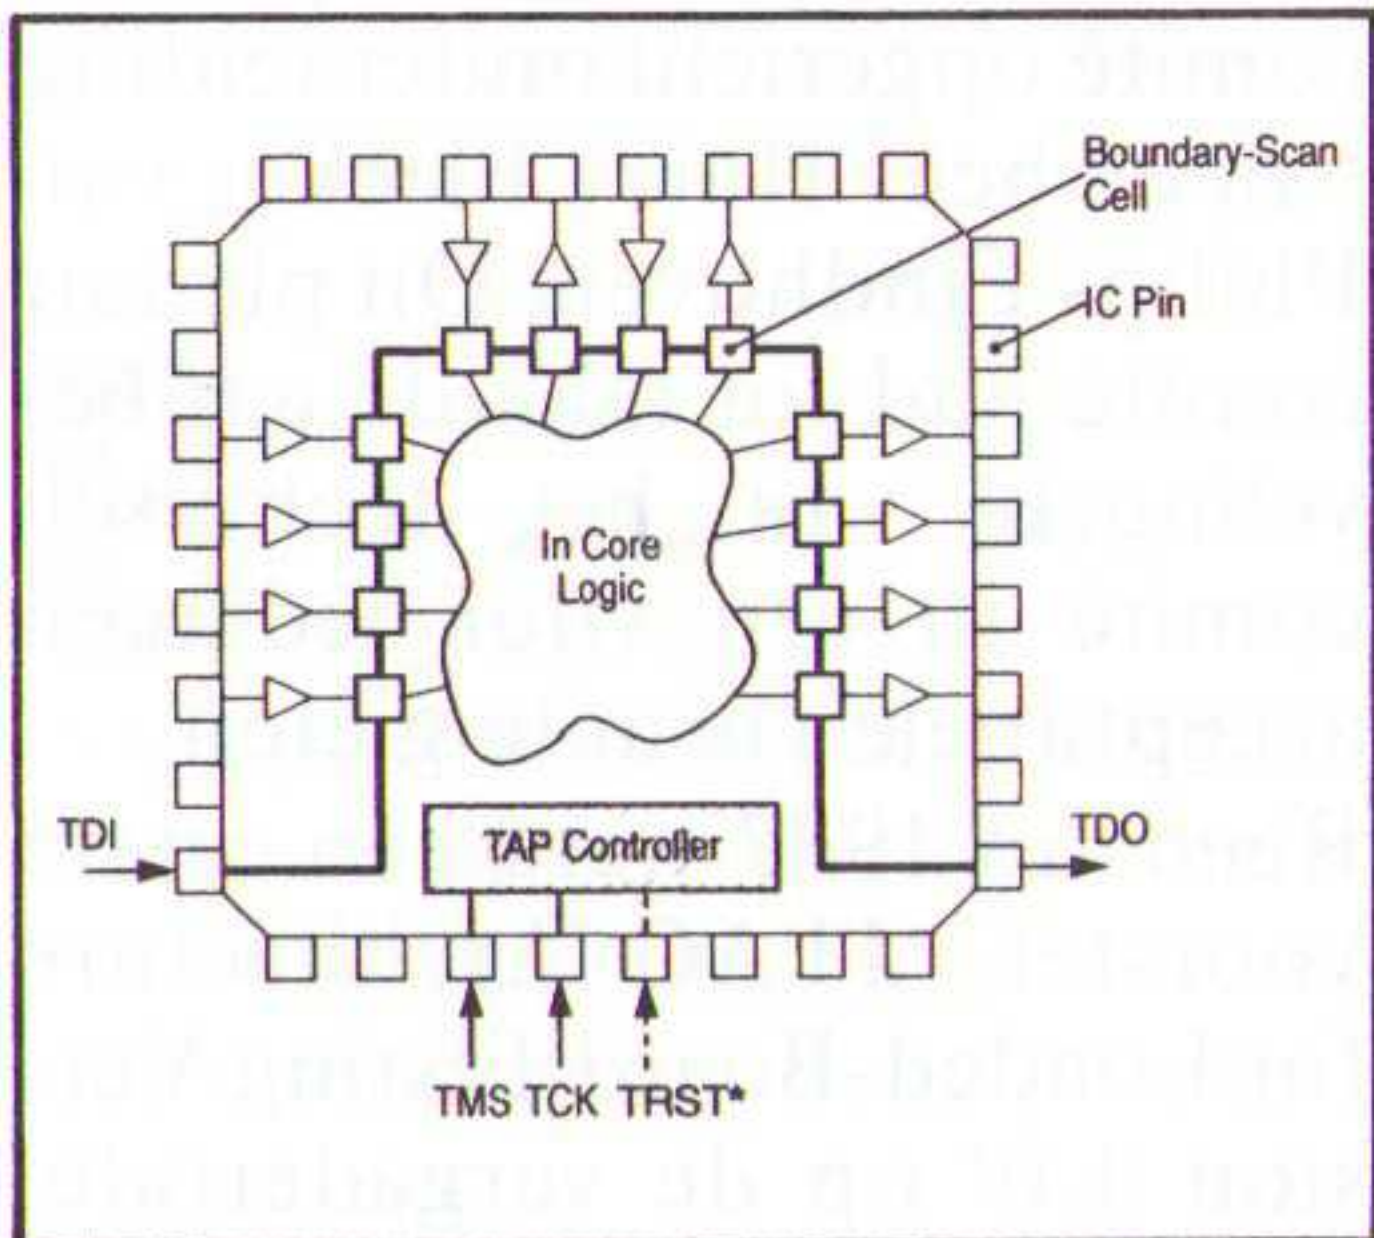 Boundary-Scan
Cell
IC Pin
In Core
Logic
TAP Controller
TDI
TDO
TMS TCK TRST*